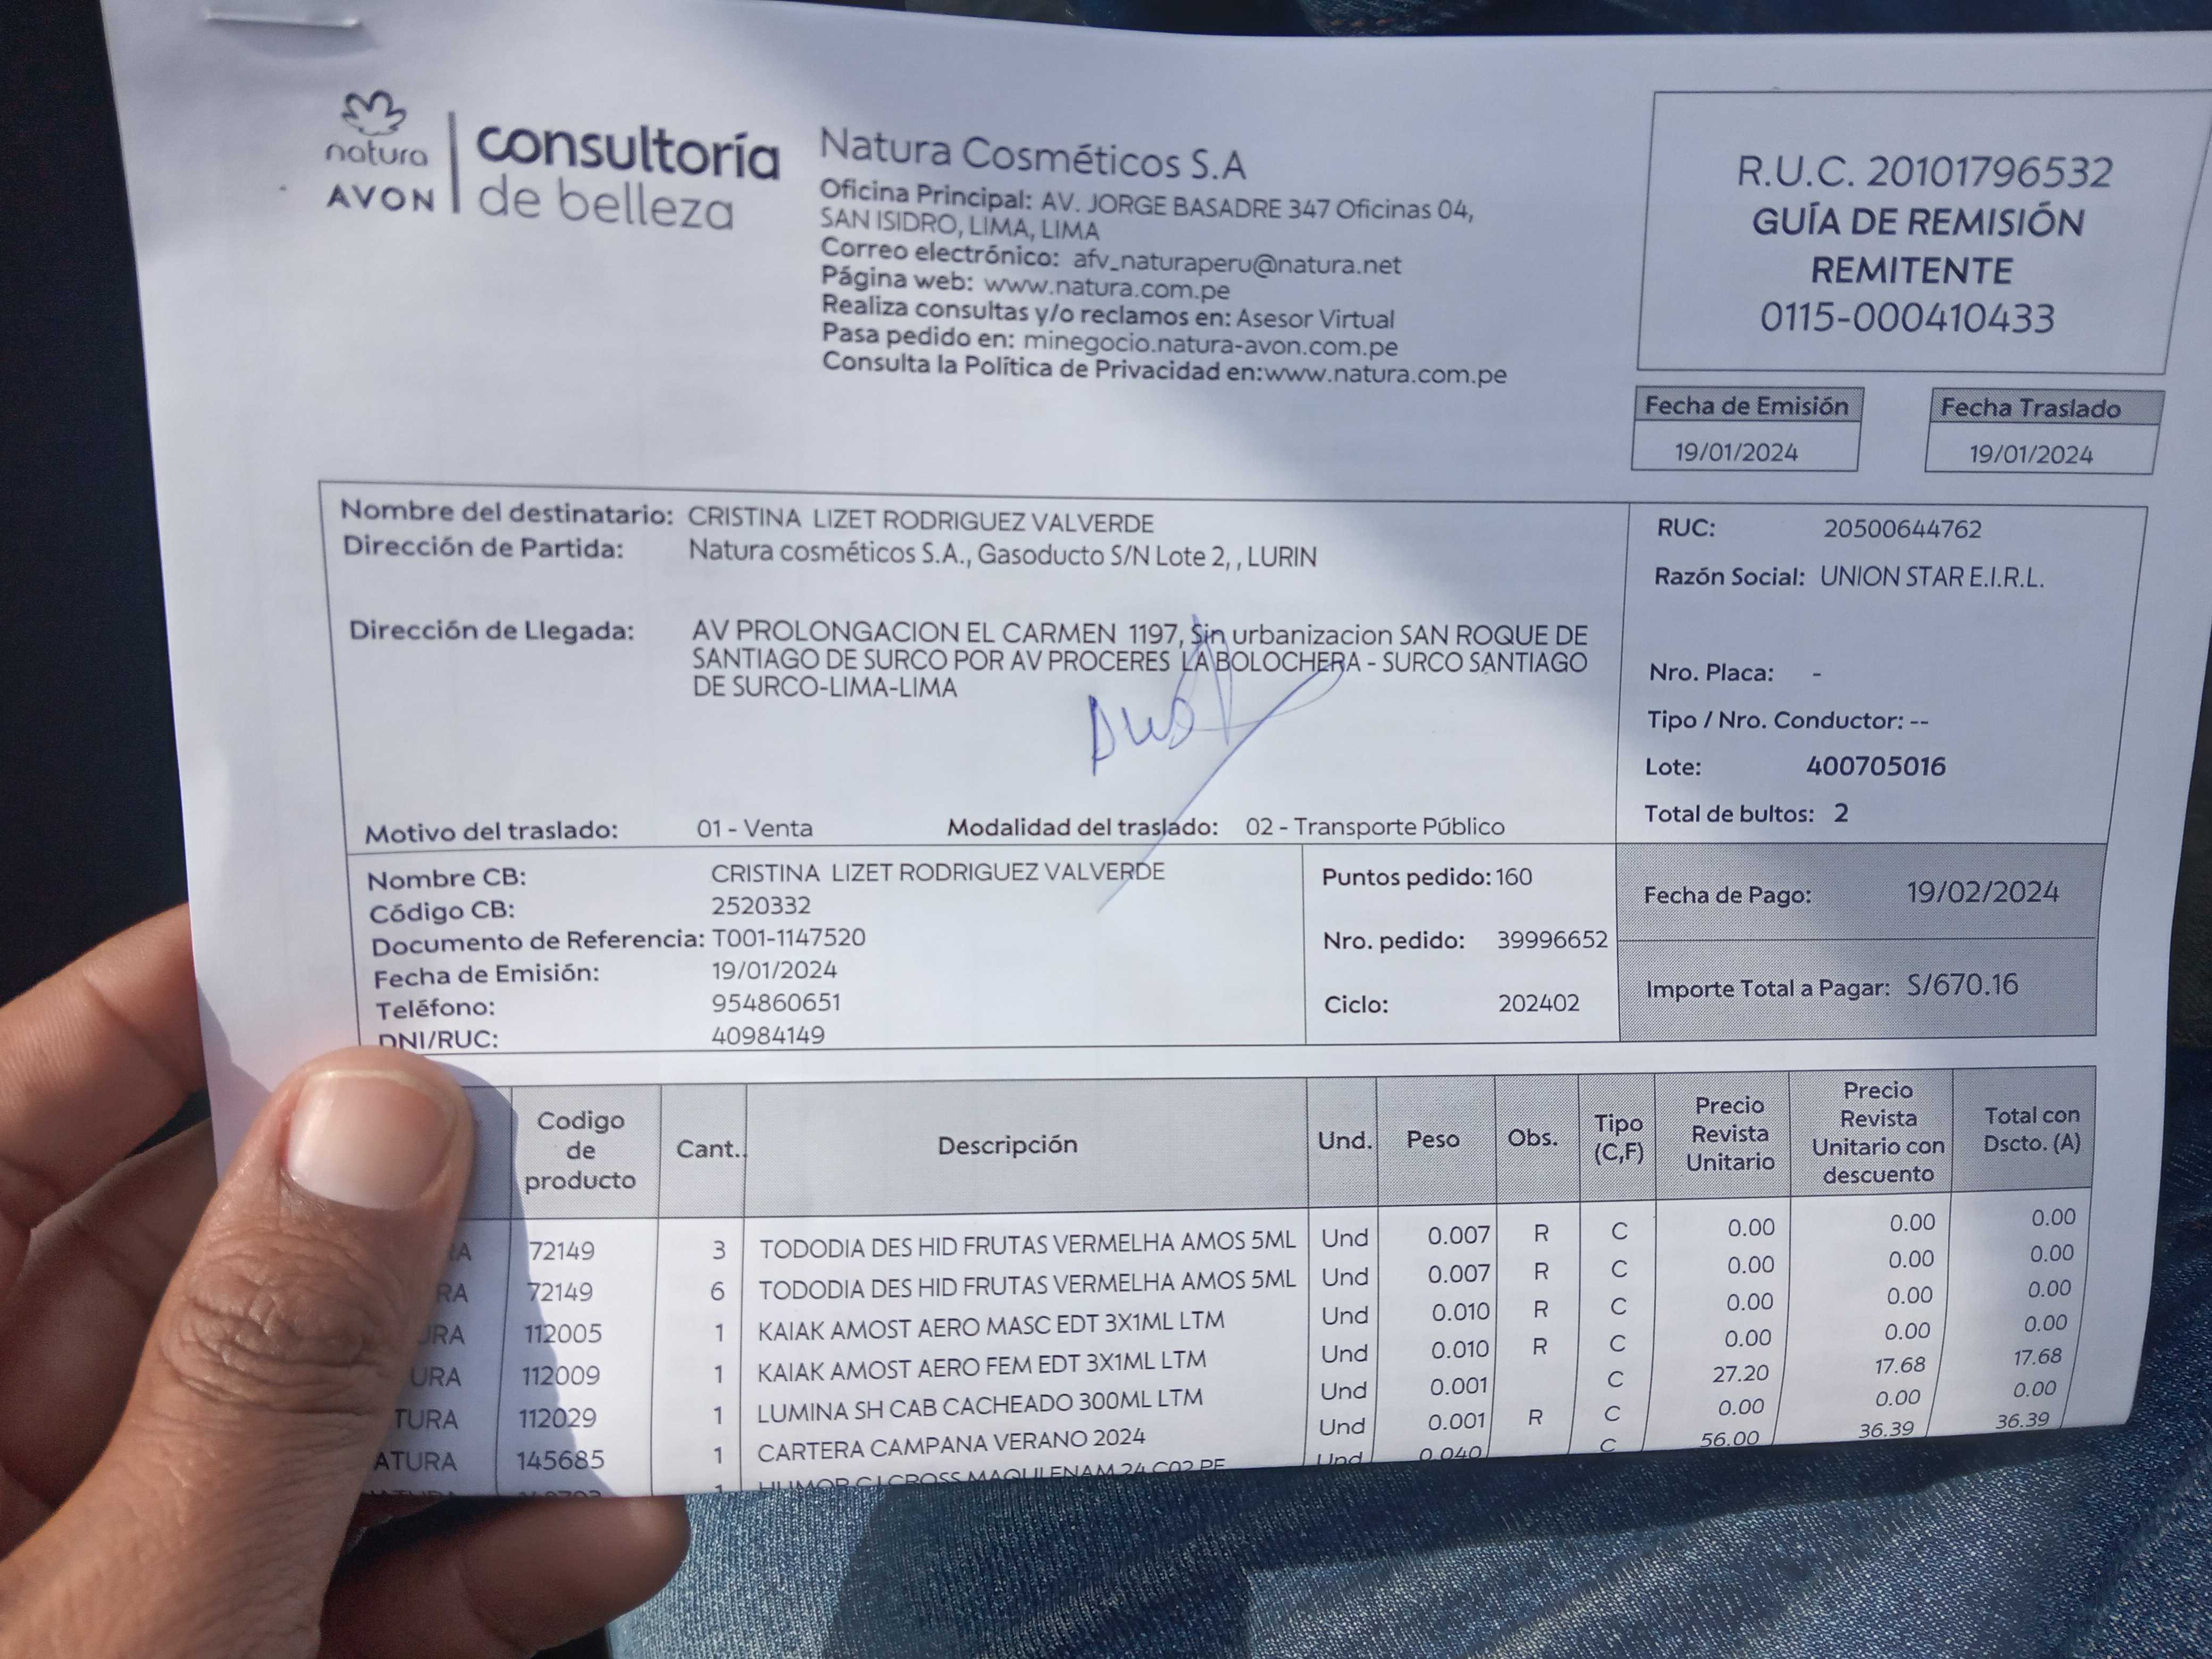 natura
AVON
consultoría
de belleza
Natura Cosméticos S.A
Oficina Principal: AV. JORGE BASADRE 347 Oficinas 04,
SAN ISIDRO, LIMA, LIMA
Correo electrónico: afv_naturaperu@natura.net
Página web: www.natura.com.pe
Realiza consultas y/o reclamos en: Asesor Virtual
Pasa pedido en: minegocio.natura-avon.com.pe
Consulta la Política de Privacidad en:www.natura.com.pe
R.U.C. 20101796532
GUÍA DE REMISIÓN
REMITENTE
0115-000410433
Fecha de Emisión
19/01/2024
Fecha Traslado
19/01/2024
Nombre del destinatario: CRISTINA LIZET RODRIGUEZ VALVERDE
Dirección de Partida: Natura cosméticos S.A., Gasoducto S/N Lote 2, , LURIN
Dirección de Llegada: AV PROLONGACION EL CARMEN 1197, Sin urbanizacion SAN ROQUE DE
SANTIAGO DE SURCO POR AV PROCERES LA BOLOCHERA - SURCO SANTIAGO
DE SURCO-LIMA-LIMA
Motivo del traslado: 01 - Venta Modalidad del traslado: 02 - Transporte Público
RUC: 20500644762
Razón Social: UNION STAR E.I.R.L.
Nro. Placa: -
Tipo / Nro. Conductor: --
Lote: 400705016
Total de bultos: 2
Nombre CB: CRISTINA LIZET RODRIGUEZ VALVERDE
Código CB: 2520332
Documento de Referencia: T001-1147520
Fecha de Emisión: 19/01/2024
Teléfono: 954860651
DNI/RUC: 40984149
Puntos pedido: 160
Nro. pedido: 39996652
Ciclo: 202402
Fecha de Pago: 19/02/2024
Importe Total a Pagar: S/670.16
Codigo de producto Cant. Descripción Und. Peso Obs. Tipo (C,F) Precio Revista Unitario Precio Revista Unitario con descuento Total con Dscto. (A)
RA 72149 3 TODODIA DES HID FRUTAS VERMELHA AMOS 5ML Und 0.007 R C 0.00 0.00 0.00
RA 72149 6 TODODIA DES HID FRUTAS VERMELHA AMOS 5ML Und 0.007 R C 0.00 0.00 0.00
URA 112005 1 KAIAK AMOST AERO MASC EDT 3X1ML LTM Und 0.010 R C 0.00 0.00 0.00
URA 112009 1 KAIAK AMOST AERO FEM EDT 3X1ML LTM Und 0.010 R C 0.00 0.00 0.00
TURA 112029 1 LUMINA SH CAB CACHEADO 300ML LTM Und 0.001 C 27.20 17.68 17.68
ATURA 145685 1 CARTERA CAMPANA VERANO 2024 Und 0.001 R C 0.00 0.00 0.00
1 HUMOR Und 0.040 C 56.00 36.39 36.39